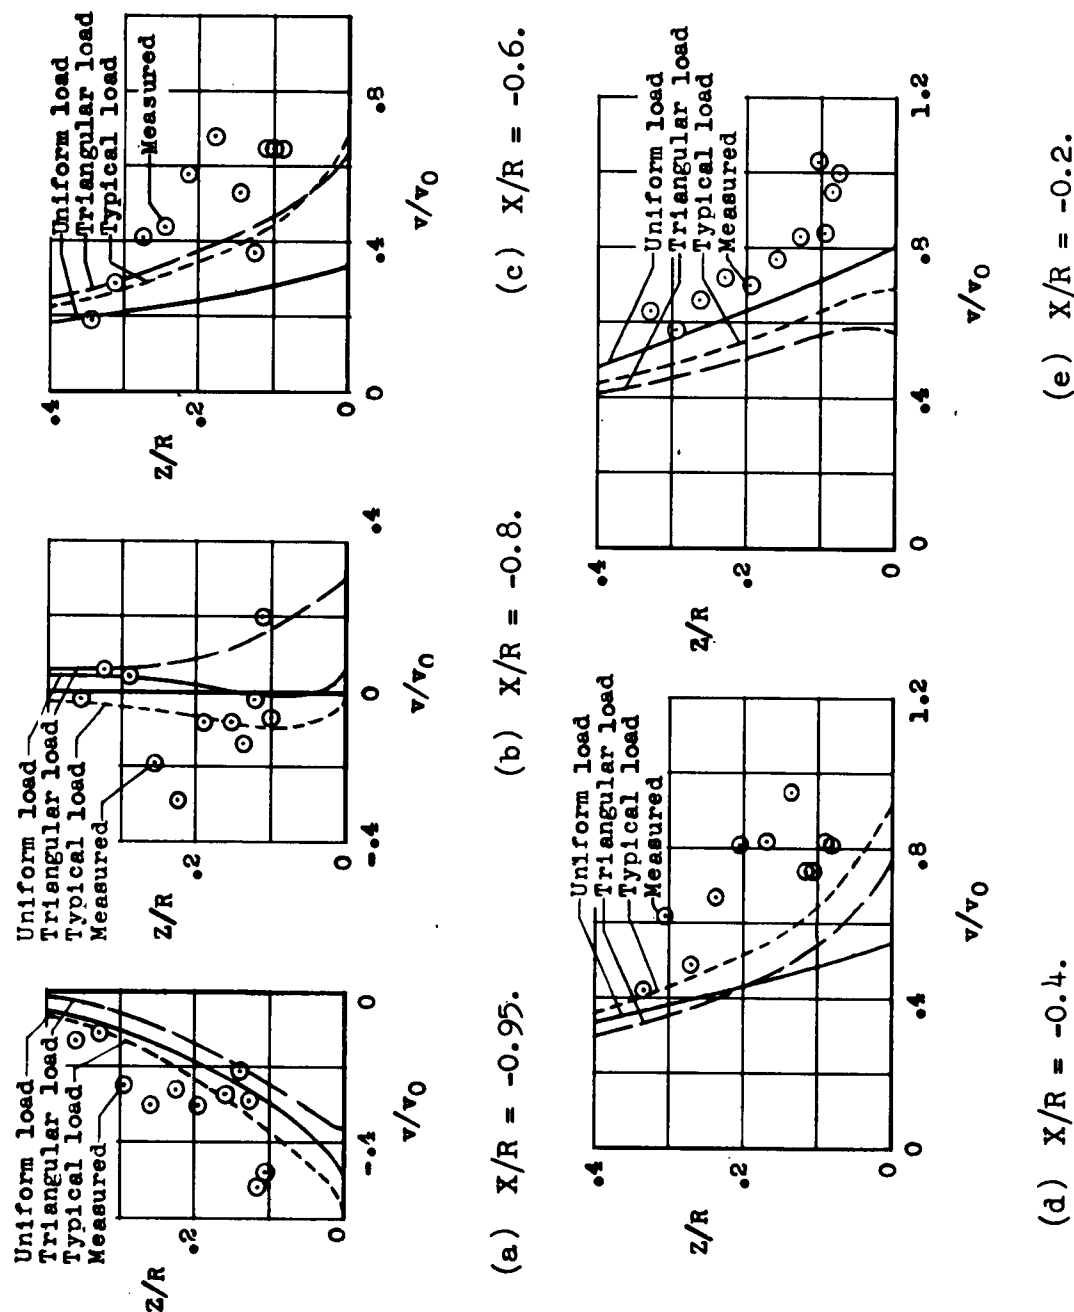 Uniform load
Triangular load
Typical load
Measured
Z/R
.2
0
-.4
0
v/v0
(a) X/R = -0.95.
Uniform load
Triangular load
Typical load
Measured
Z/R
.2
0
-.4
0
.4
v/v0
(b) X/R = -0.8.
Uniform load
Triangular load
Typical load
Measured
.4
Z/R
.2
0
0
.4
.8
v/v0
(c) X/R = -0.6.
Uniform load
Triangular load
Typical load
Measured
.4
Z/R
.2
0
0
.4
.8
1.2
v/v0
(d) X/R = -0.4.
Uniform load
Triangular load
Typical load
Measured
.4
Z/R
.2
0
0
.4
.8
1.2
v/v0
(e) X/R = -0.2.